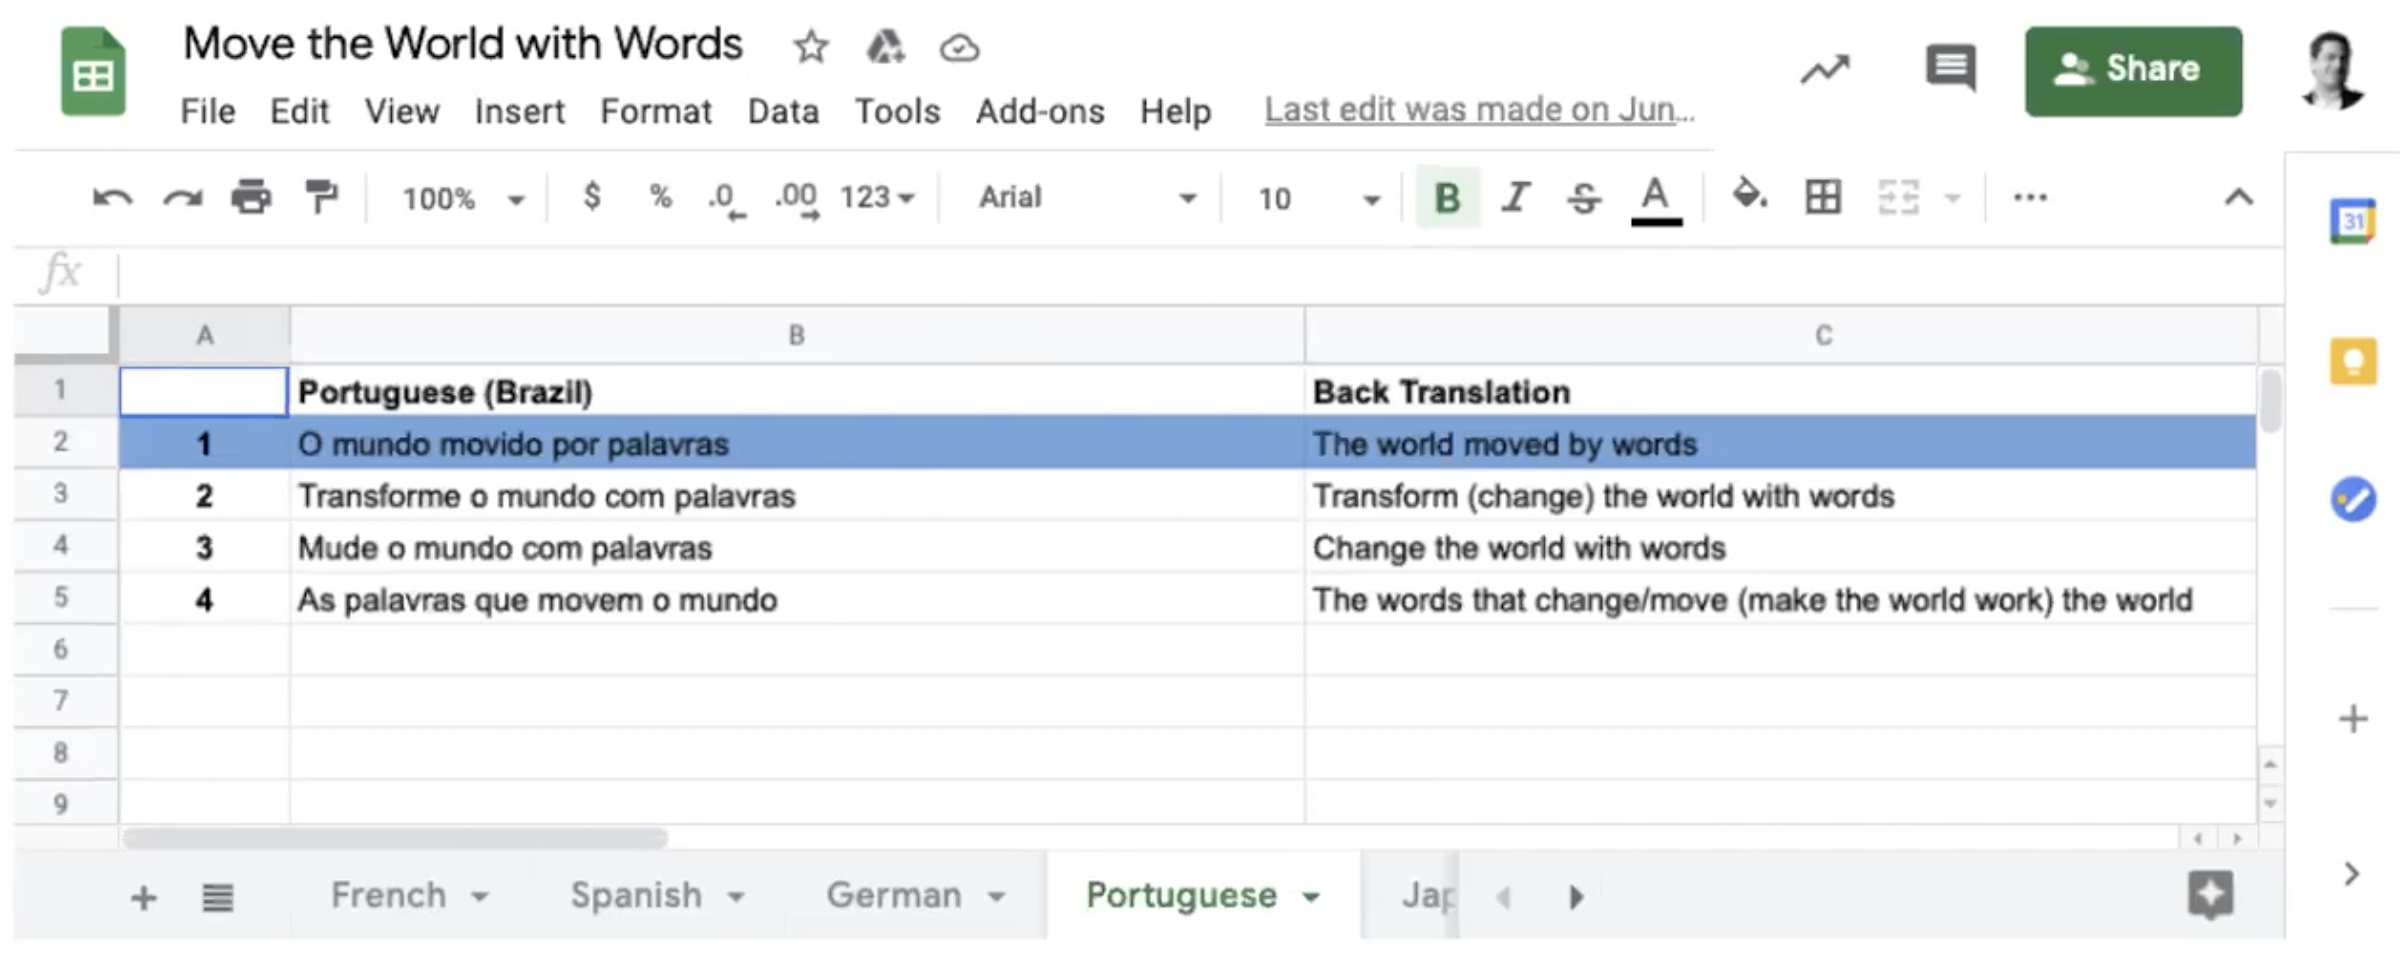 Move the World with Words
File Edit View Insert Format Data Tools Add-ons Help Last edit was made on Jun...
Share
100% $ % .0 .00 123 Arial 10 B I S A ...
31
fx
A B C
1 Portuguese (Brazil) Back Translation
2 1 O mundo movido por palavras The world moved by words
3 2 Transforme o mundo com palavras Transform (change) the world with words
4 3 Mude o mundo com palavras Change the world with words
5 4 As palavras que movem o mundo The words that change/move (make the world work) the world
6
7
8
9
+ French Spanish German Portuguese Jap